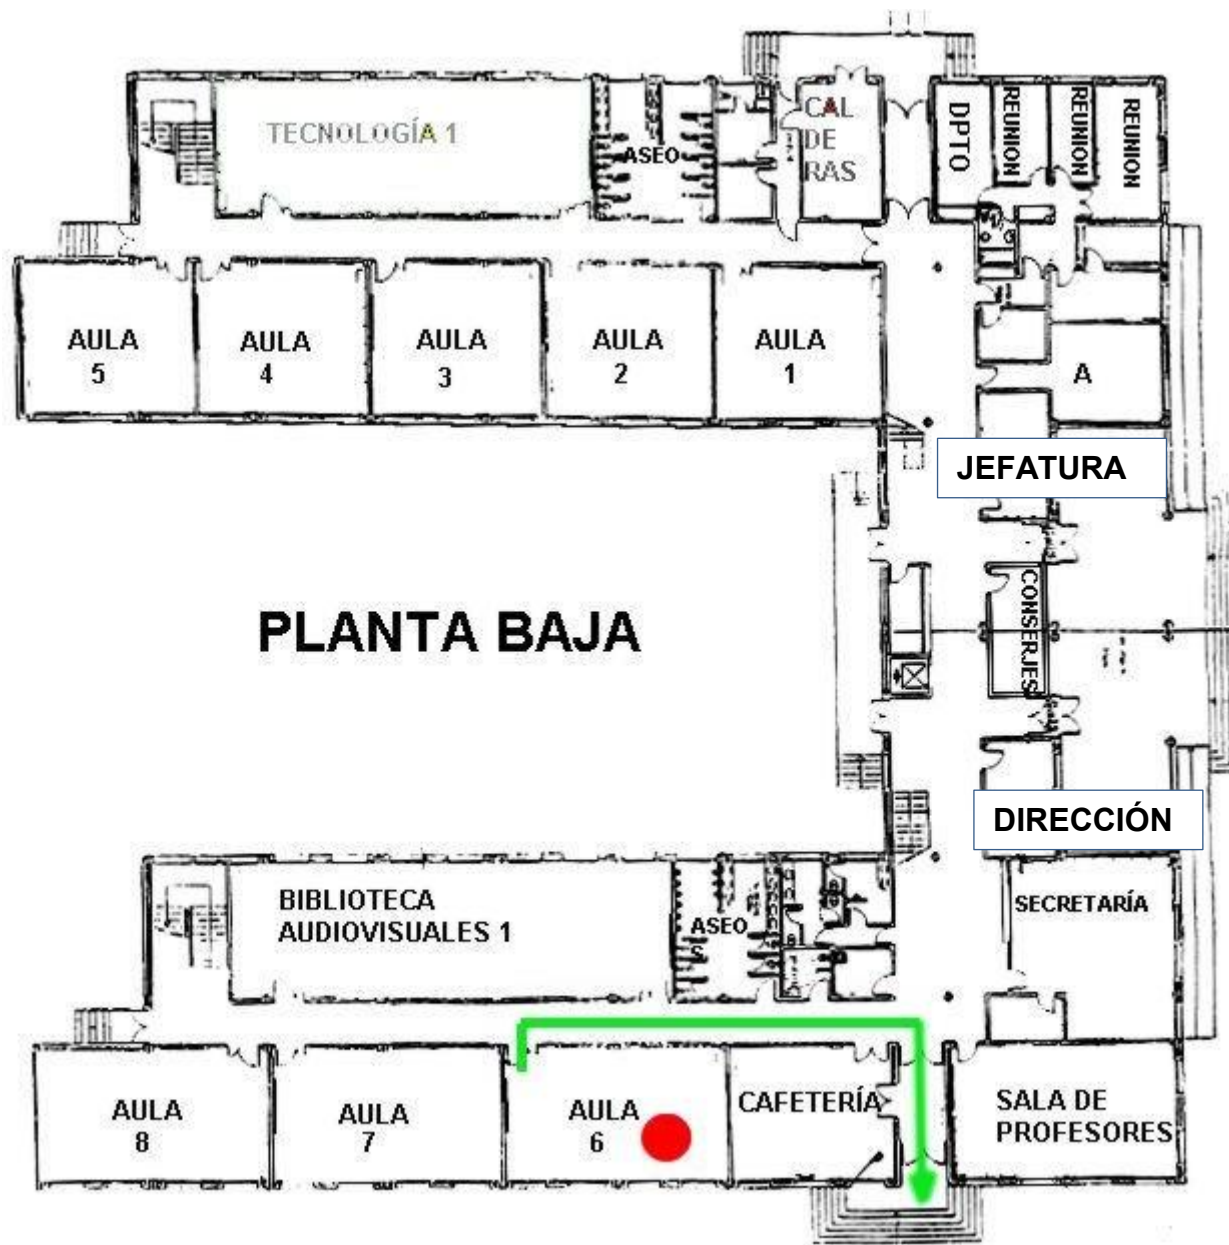 TECNOLOGÍA 1
ASEO
CAL
DE
RAS
DPTO
REUNION
REUNION
REUNION
AULA
5
AULA
4
AULA
3
AULA
2
AULA
1
A
JEFATURA
PLANTA BAJA
CONSERJES
DIRECCIÓN
BIBLIOTECA
AUDIOVISUALES 1
ASEO
SECRETARÍA
AULA
8
AULA
7
AULA
6
CAFETERÍA
SALA DE
PROFESORES